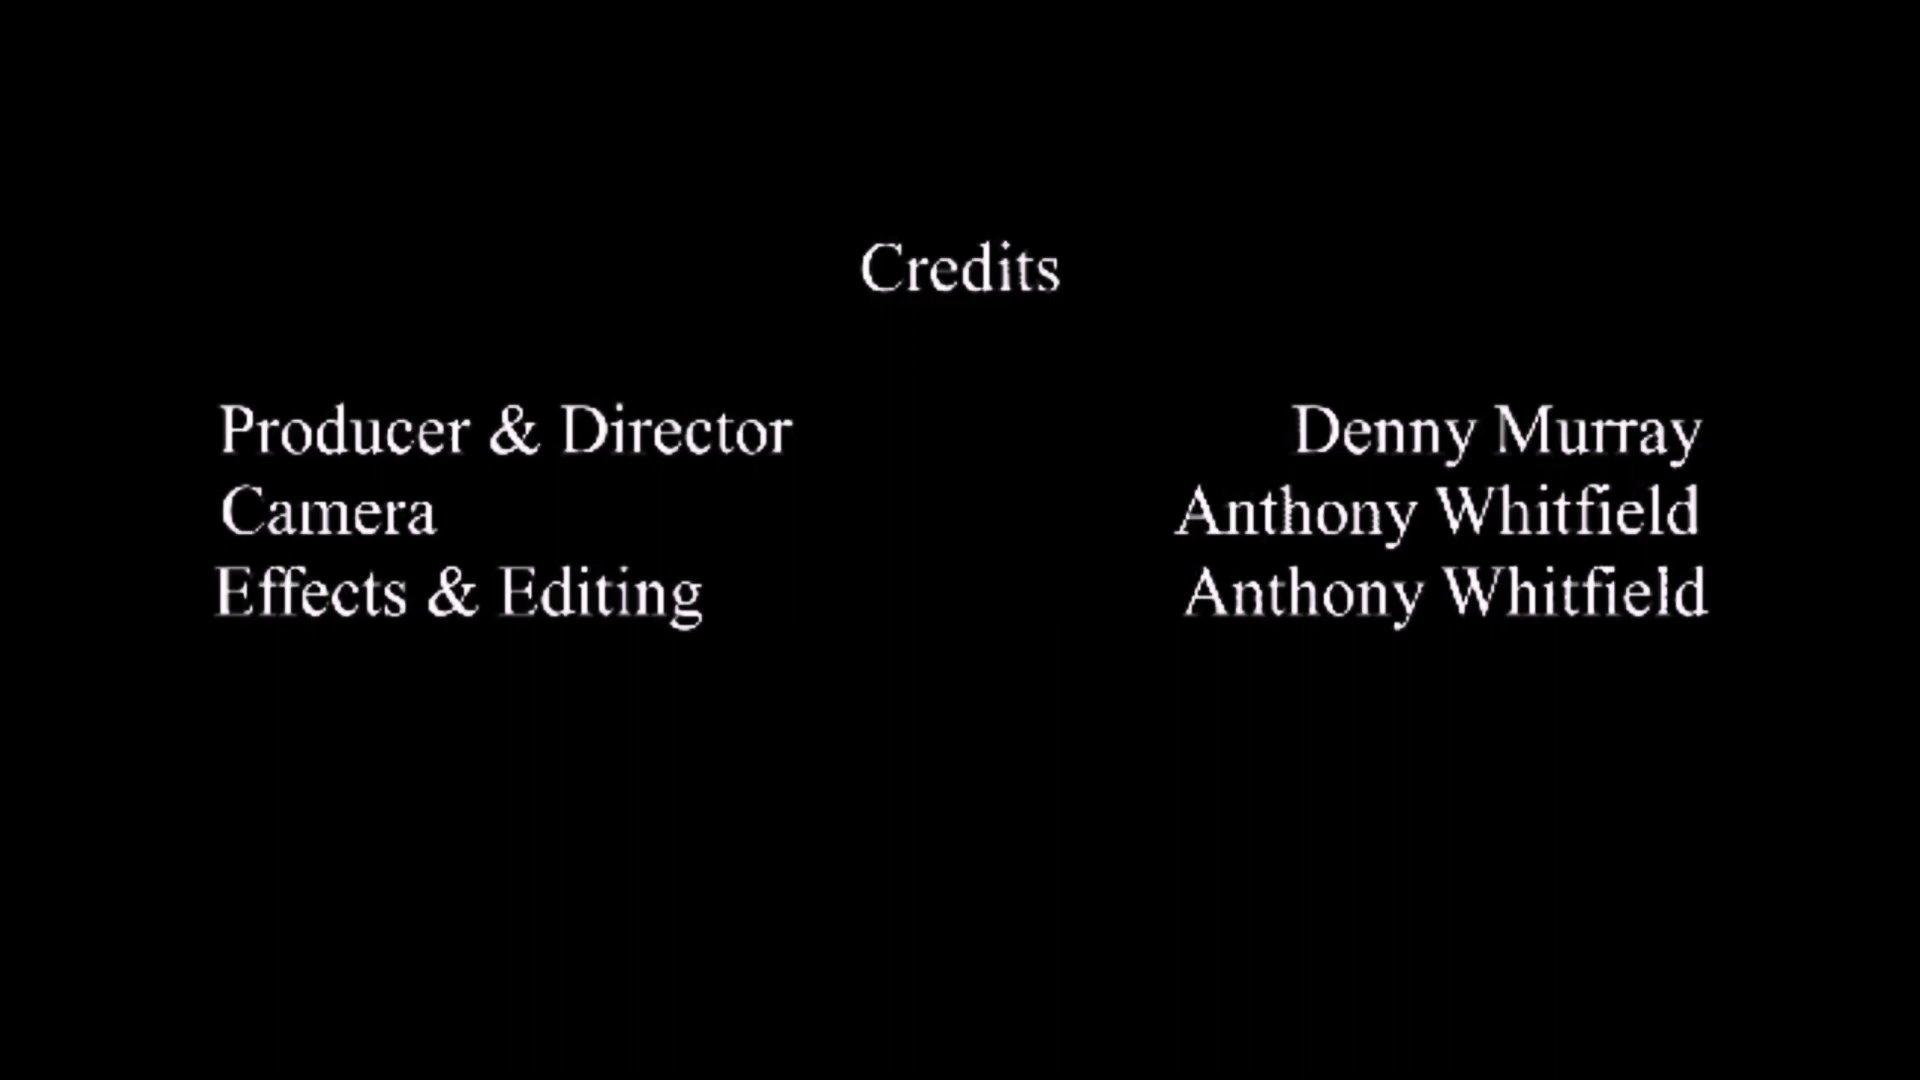 Credits
Producer & Director Denny Murray
Camera Anthony Whitfield
Effects & Editing Anthony Whitfield